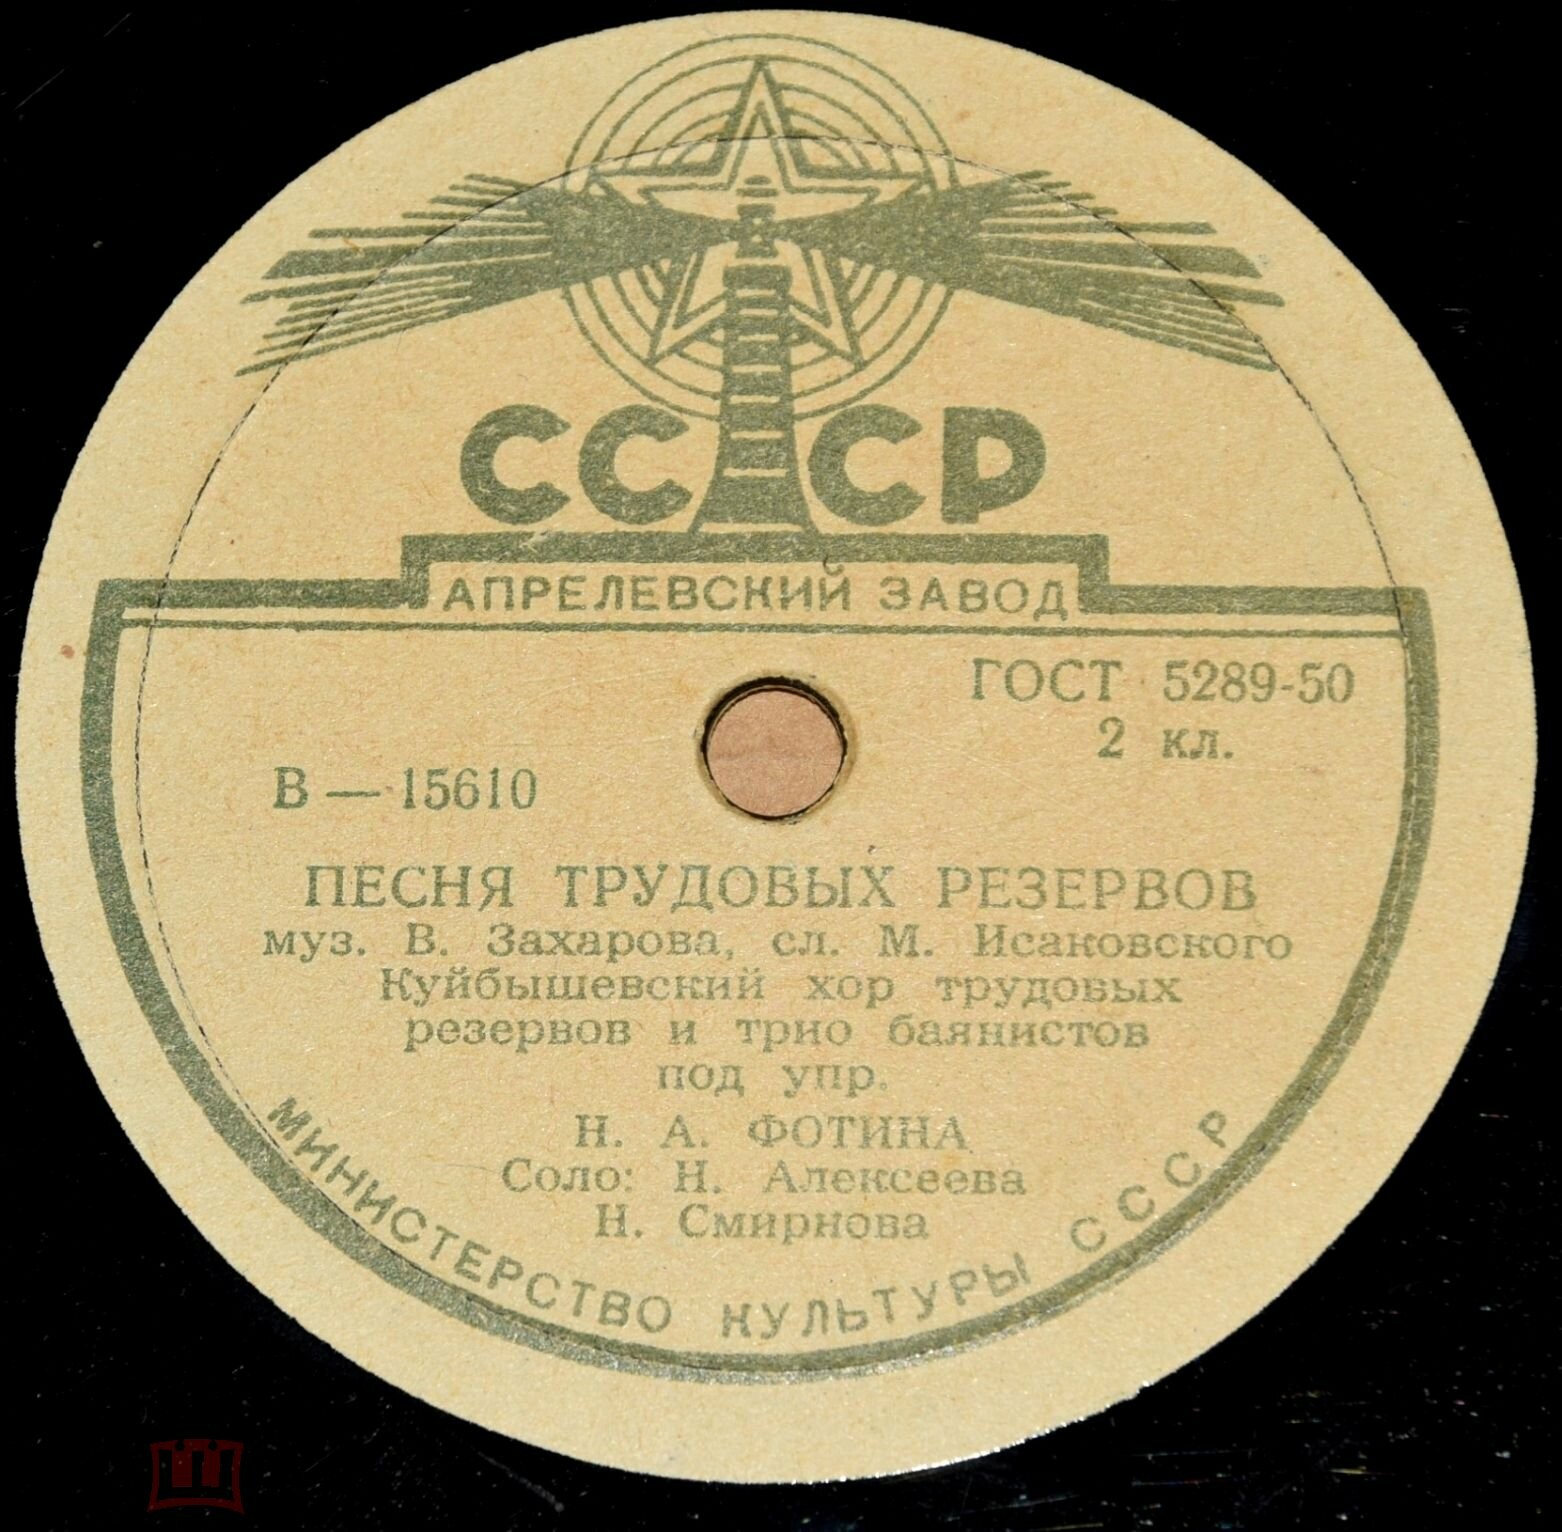 СССР
АПРЕЛЕВСКИЙ ЗАВОД
ГОСТ 5289-50
2 кл.
В — 15610
ПЕСНЯ ТРУДОВЫХ РЕЗЕРВОВ
муз. В. Захарова, сл. М. Исаковского
Куйбышевский хор трудовых
резервов и трио баянистов
под упр.
Н. А. ФОТИНА
Соло: Н. Алексеева
Н. Смирнова
МИНИСТЕРСТВО КУЛЬТУРЫ СССР